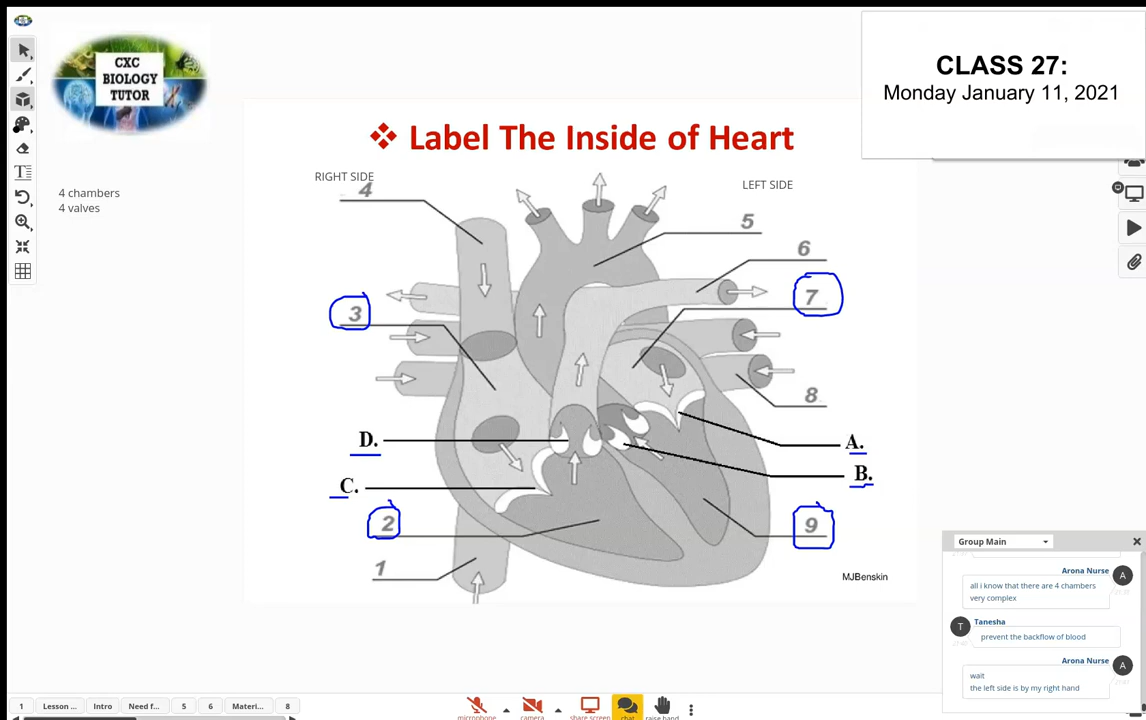 CXC
BIOLOGY
TUTOR
CLASS 27:
Monday January 11, 2021
❖ Label The Inside of Heart
4 chambers
4 valves
RIGHT SIDE
LEFT SIDE
4
5
6
3
7
8
D.
A.
B.
C.
2
9
1
MJBenskin
Group Main
Arona Nurse
A
all i know that there are 4 chambers
very complex
T
Tanesha
prevent the backflow of blood
Arona Nurse
A
wait
the left side is by my right hand
1 Lesson ... Intro Need f... 5 6 Materi... 8
microphone camera share screen chat raise hand